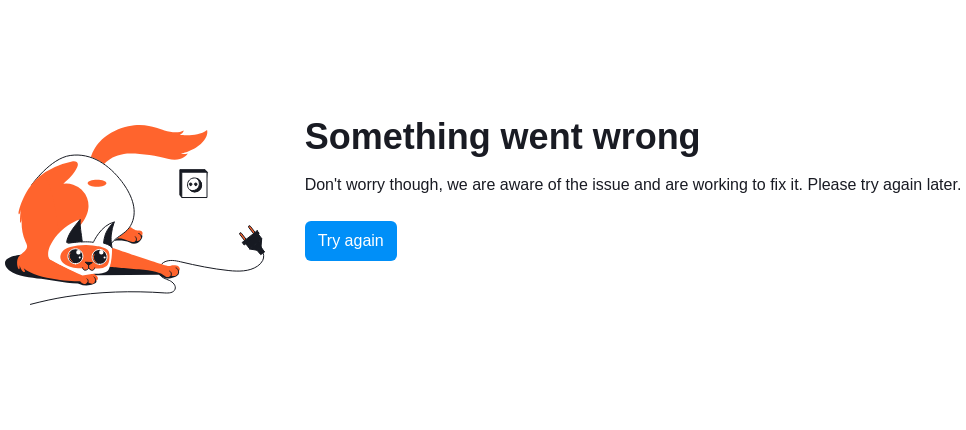 Something went wrong
Don't worry though, we are aware of the issue and are working to fix it. Please try again later.
Try again